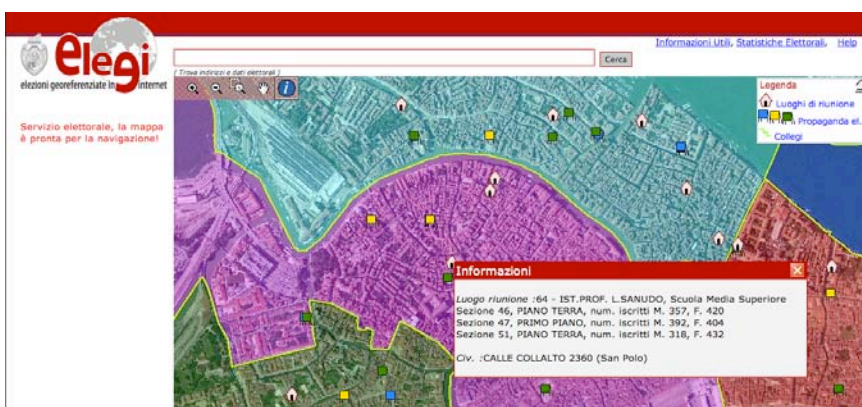 Informazioni Utili, Statistiche Elettorali, Help
elegi
elezioni georeferenziate in internet
Cerca
( Trova indirizzi e dati elettorali )
Servizio elettorale, la mappa
è pronta per la navigazione!
Legenda
Luoghi di riunione
Propaganda el.
Collegi
Informazioni
Luogo riunione :64 - IST.PROF. L.SANUDO, Scuola Media Superiore
Sezione 46, PIANO TERRA, num. iscritti M. 357, F. 420
Sezione 47, PRIMO PIANO, num. iscritti M. 392, F. 404
Sezione 51, PIANO TERRA, num. iscritti M. 318, F. 432
Civ. :CALLE COLLALTO 2360 (San Polo)